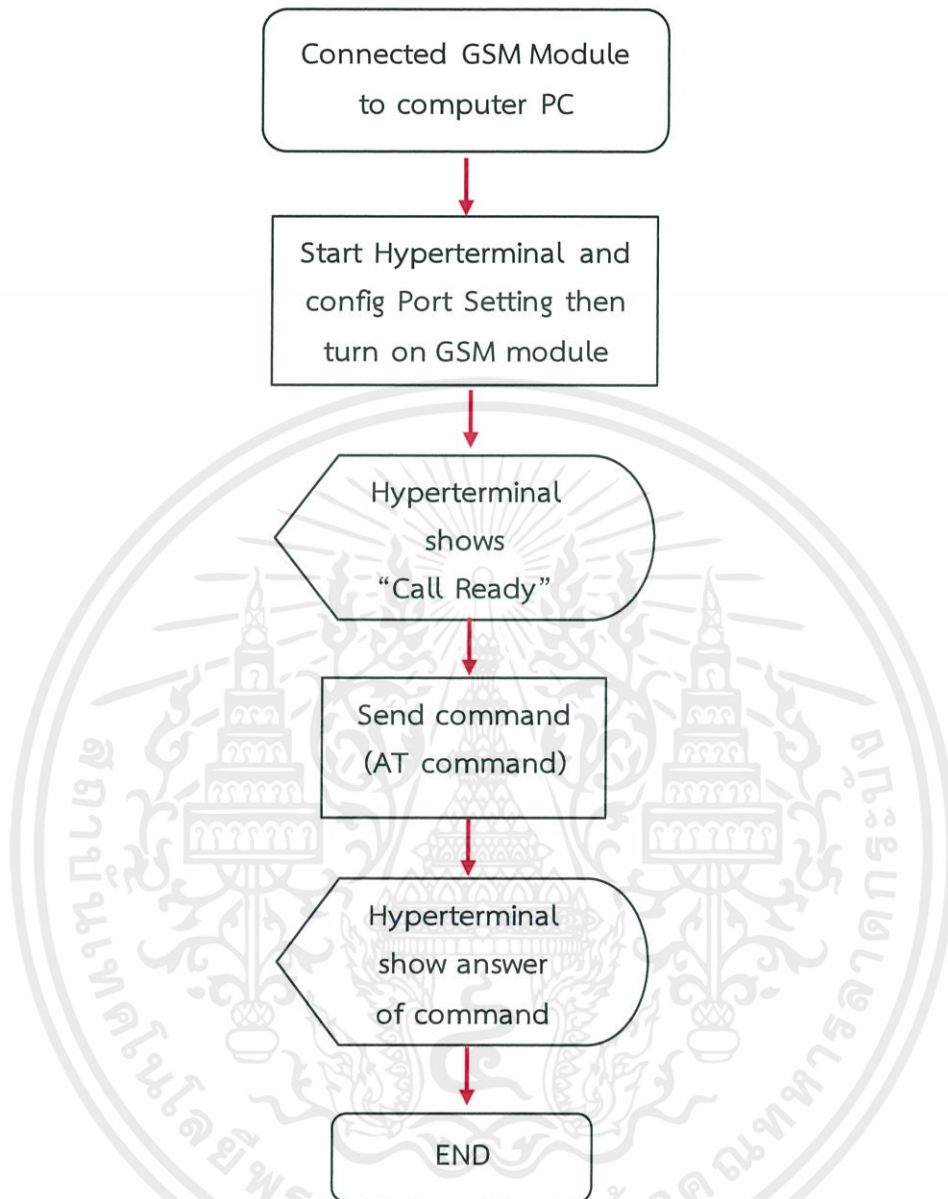 Connected GSM Module
to computer PC
Start Hyperterminal and
config Port Setting then
turn on GSM module
Hyperterminal
shows
“Call Ready”
Send command
(AT command)
Hyperterminal
show answer
of command
END